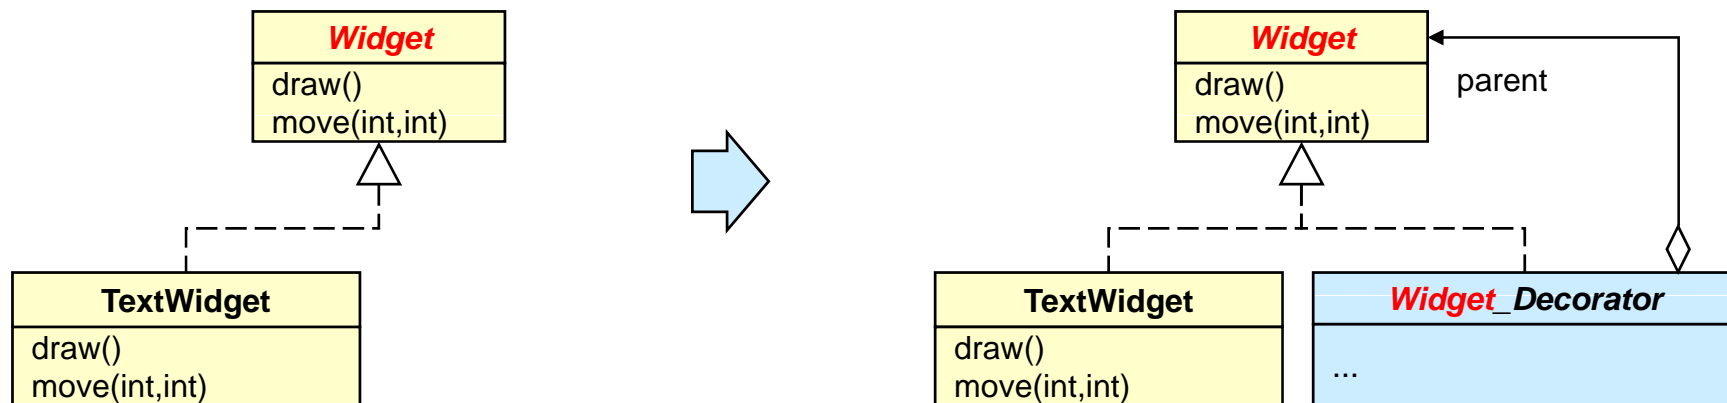 Widget
draw()
move(int,int)
TextWidget
draw()
move(int,int)
Widget
draw()
move(int,int)
parent
TextWidget
draw()
move(int,int)
Widget_Decorator
...